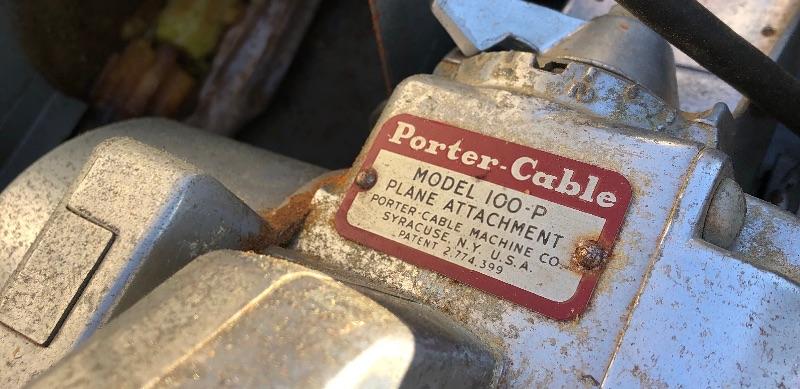 Porter-Cable
MODEL 100-P
PLANE ATTACHMENT
PORTER-CABLE MACHINE CO.
SYRACUSE, N.Y. U.S.A.
PATENT 2,774,399